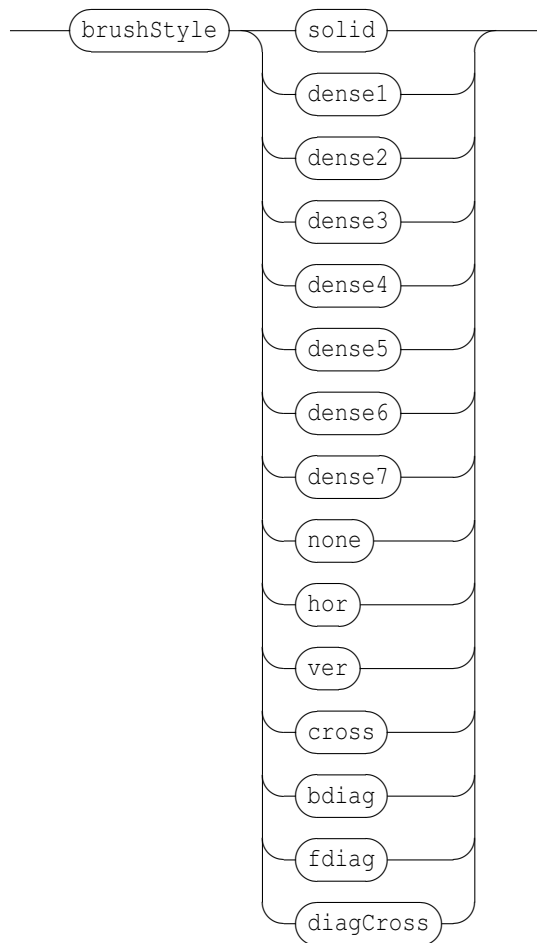 brushStyle solid
dense1
dense2
dense3
dense4
dense5
dense6
dense7
none
hor
ver
cross
bdiag
fdiag
diagCross